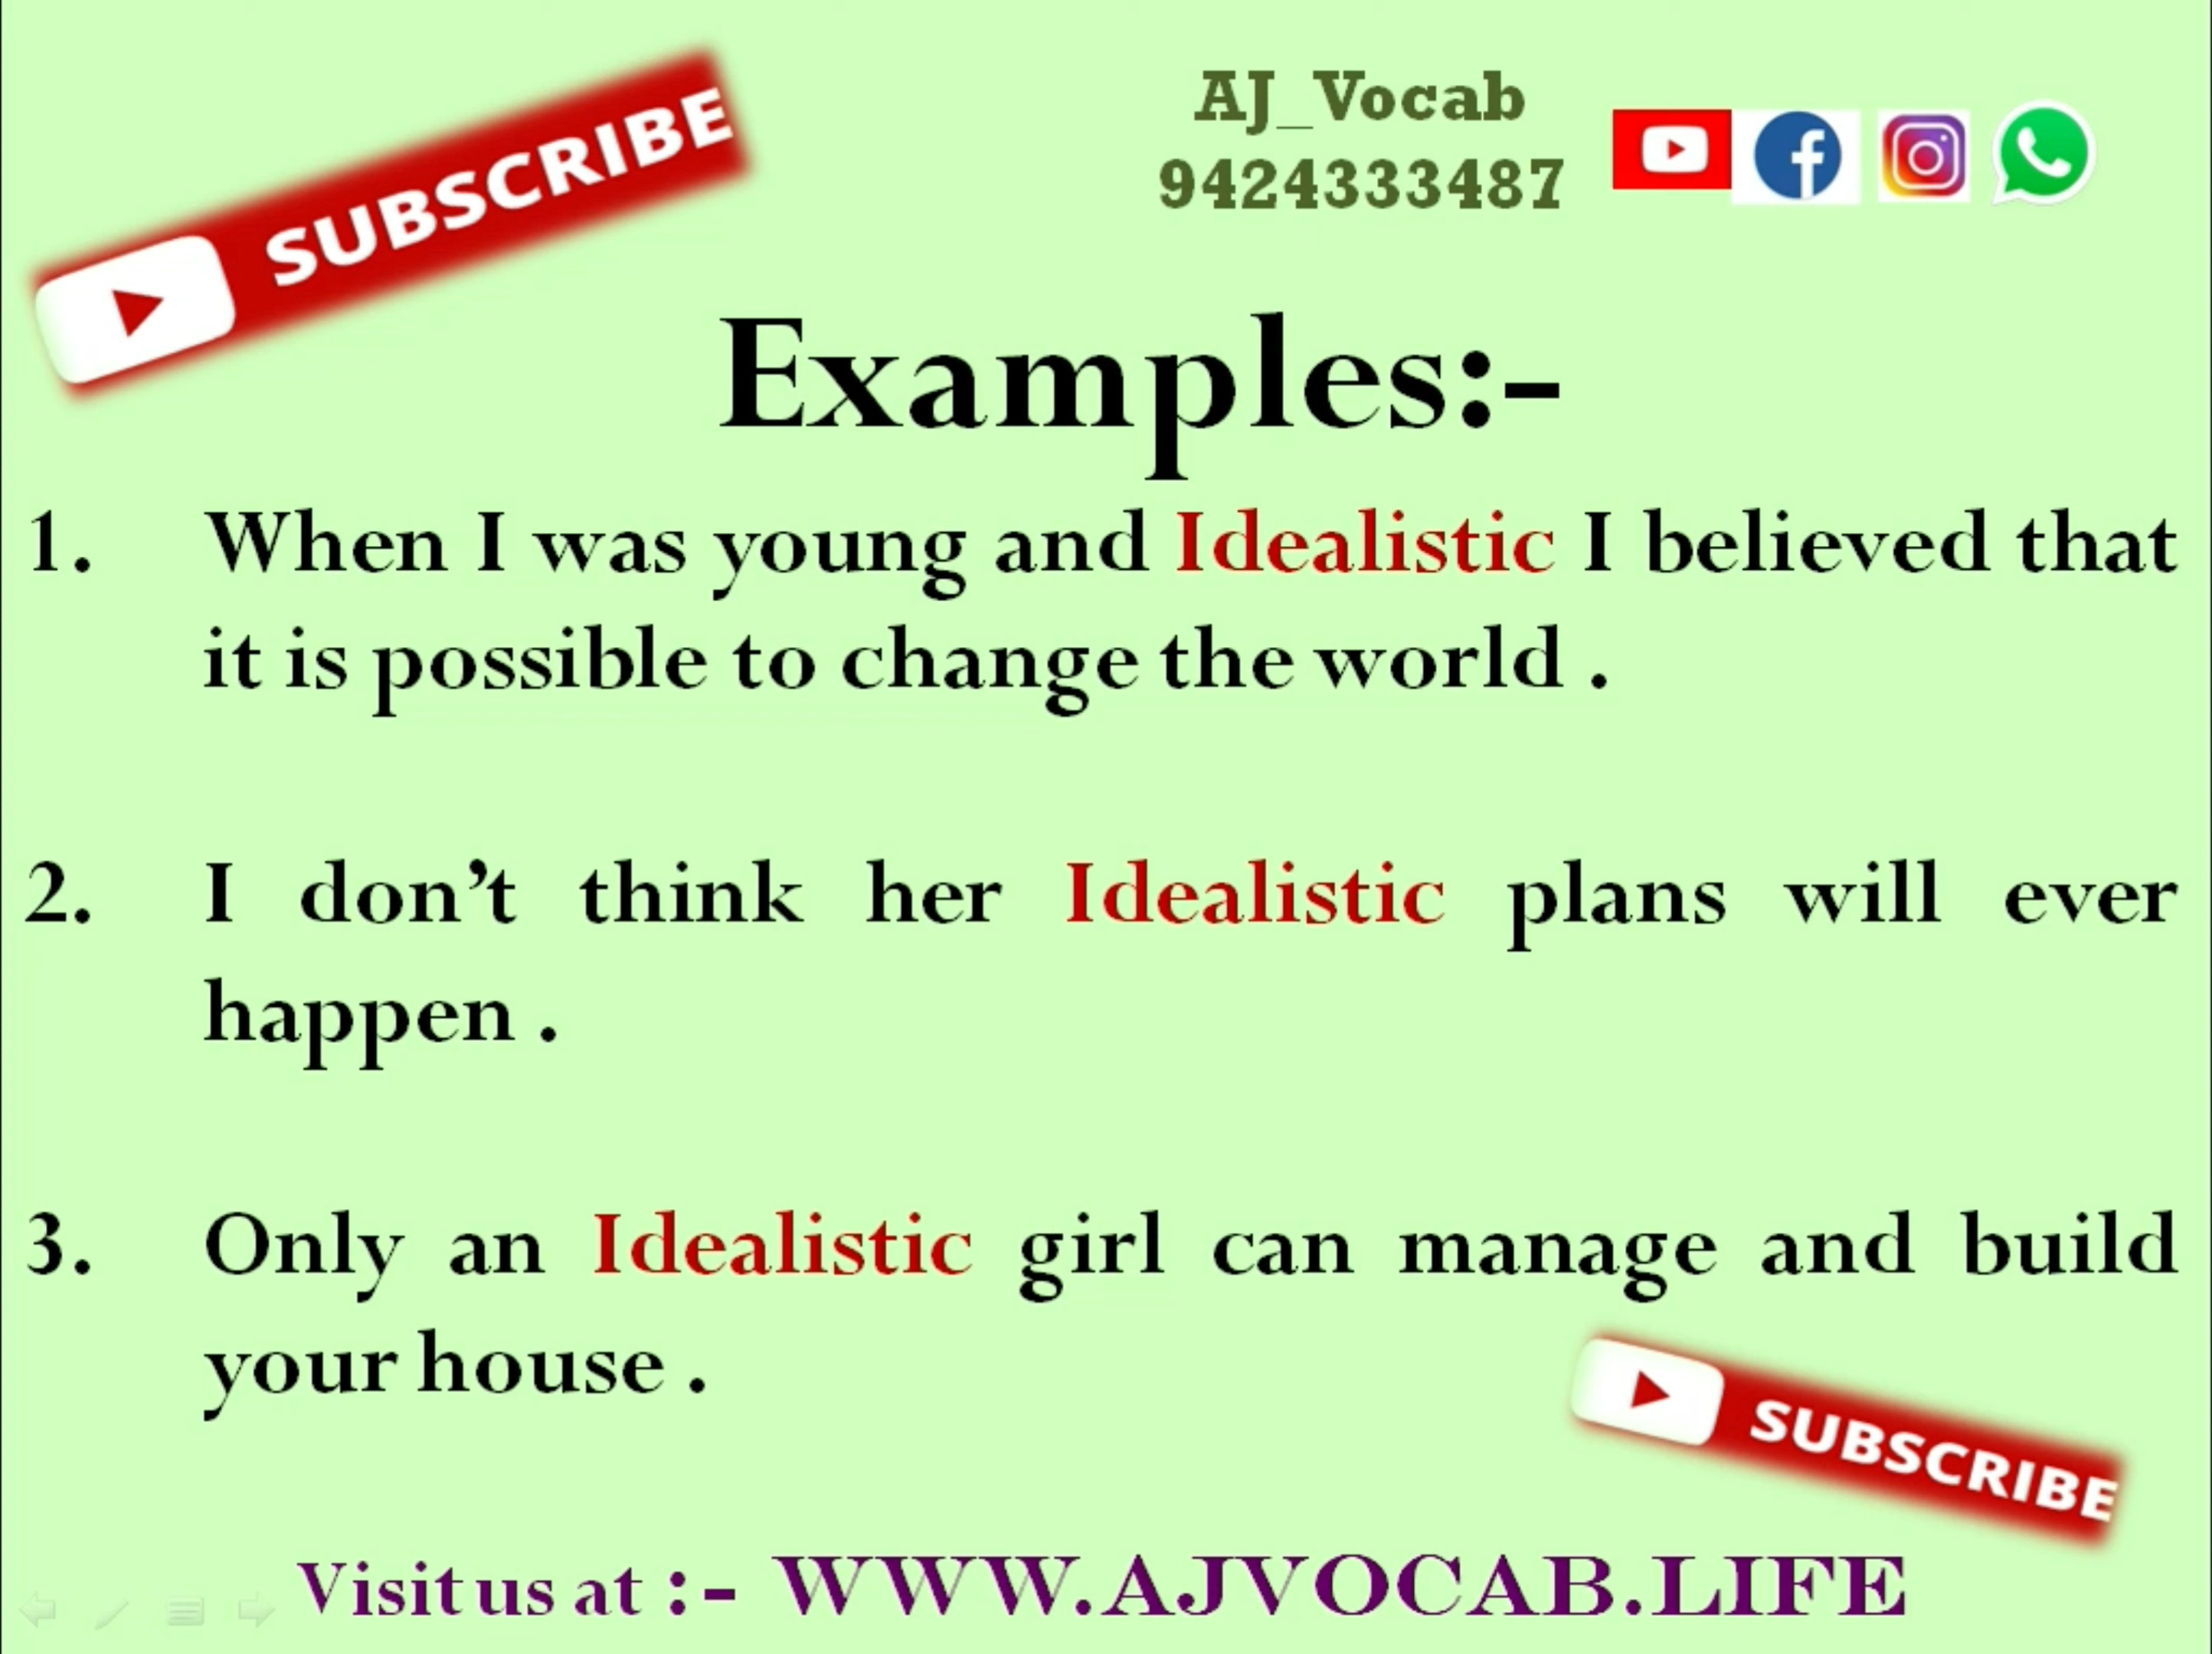 SUBSCRIBE
AJ_Vocab
9424333487
Examples:-
1. When I was young and Idealistic I believed that
it is possible to change the world .
2. I don’t think her Idealistic plans will ever
happen .
3. Only an Idealistic girl can manage and build
your house .
SUBSCRIBE
Visit us at :- WWW.AJVOCAB.LIFE